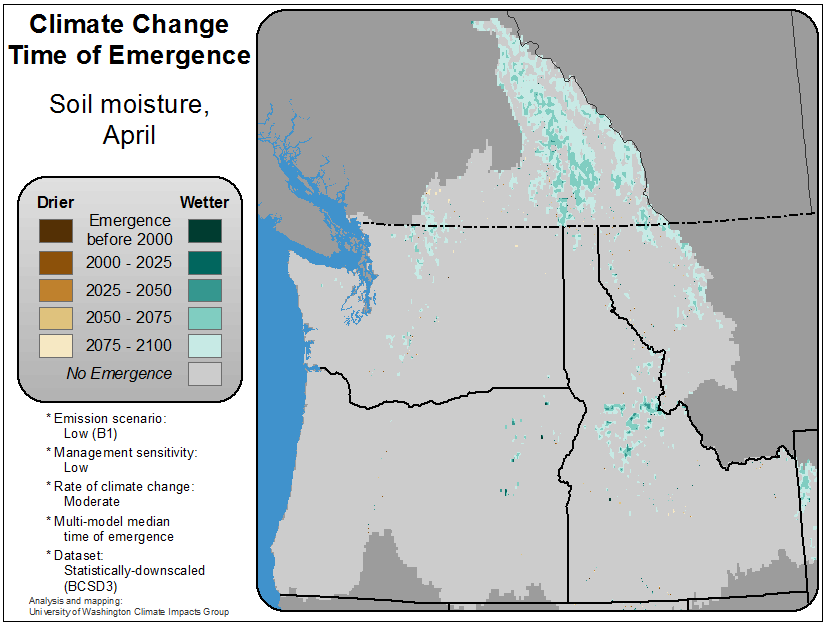 Climate Change
Time of Emergence
Soil moisture,
April
Drier
Wetter
Emergence
before 2000
2000 - 2025
2025 - 2050
2050 - 2075
2075 - 2100
No Emergence
* Emission scenario:
Low (B1)
* Management sensitivity:
Low
* Rate of climate change:
Moderate
* Multi-model median
time of emergence
* Dataset:
Statistically-downscaled
(BCSD3)
Analysis and mapping:
University of Washington Climate Impacts Group